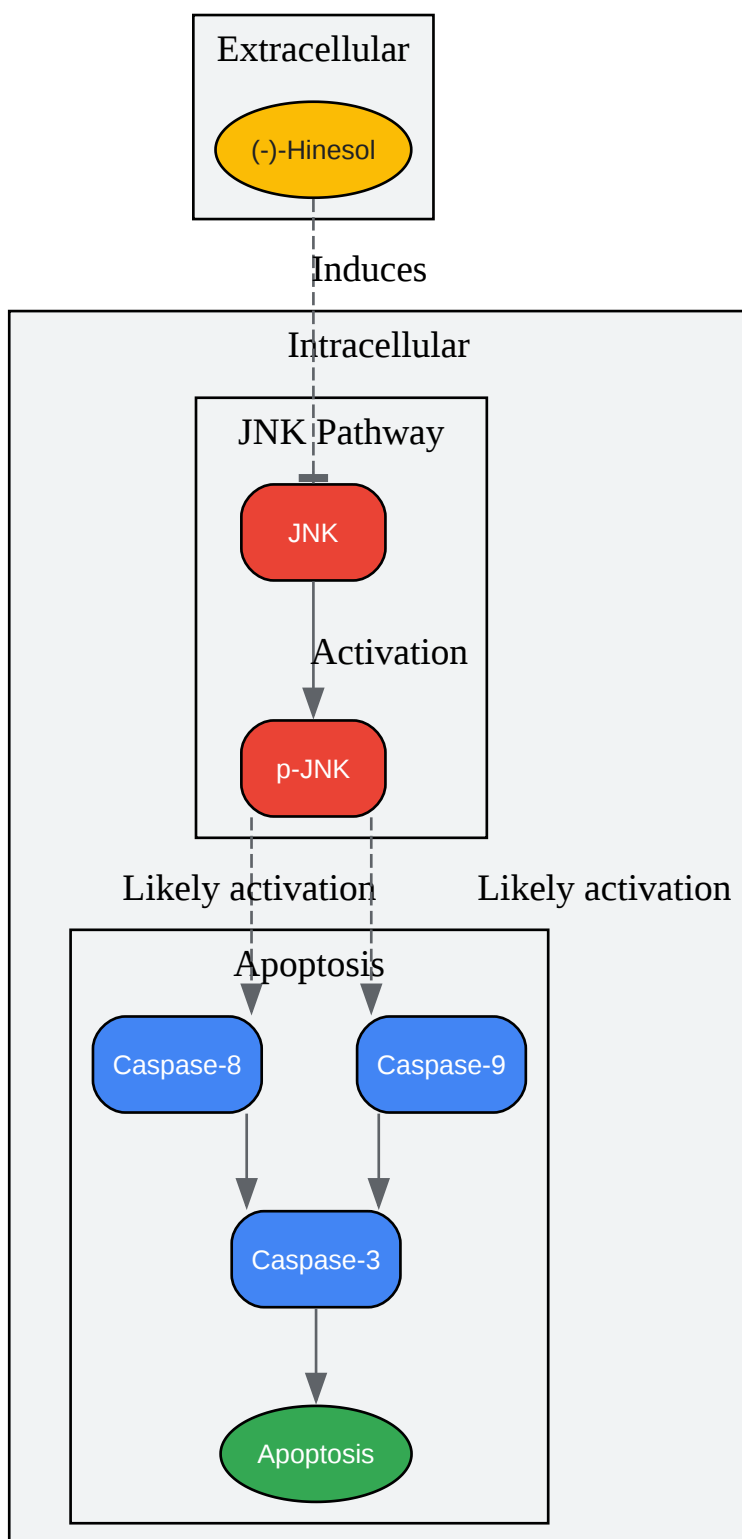 Extracellular
(-)-Hinesol
Induces
Intracellular
JNK Pathway
JNK
Activation
p-JNK
Likely activation
Likely activation
Apoptosis
Caspase-8
Caspase-9
Caspase-3
Apoptosis